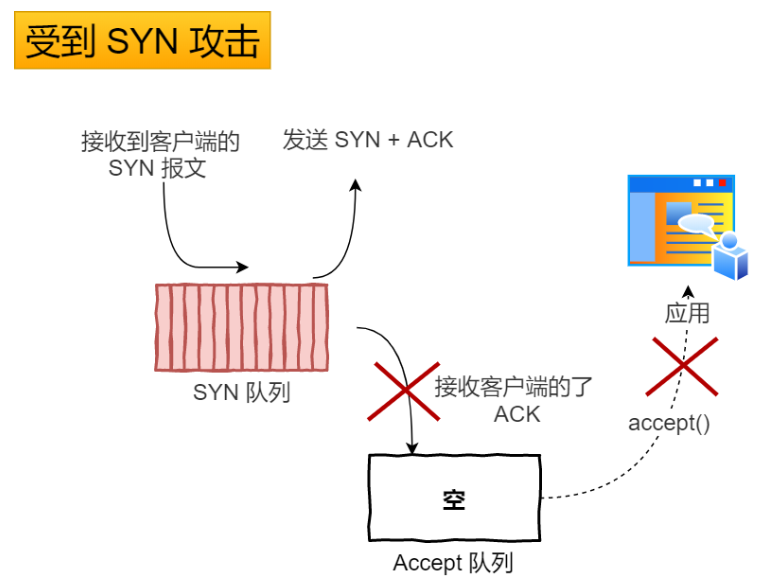 受到 SYN 攻击
接收到客户端的
SYN 报文
发送 SYN + ACK
应用
SYN 队列
接收客户端的了
ACK
accept()
空
Accept 队列